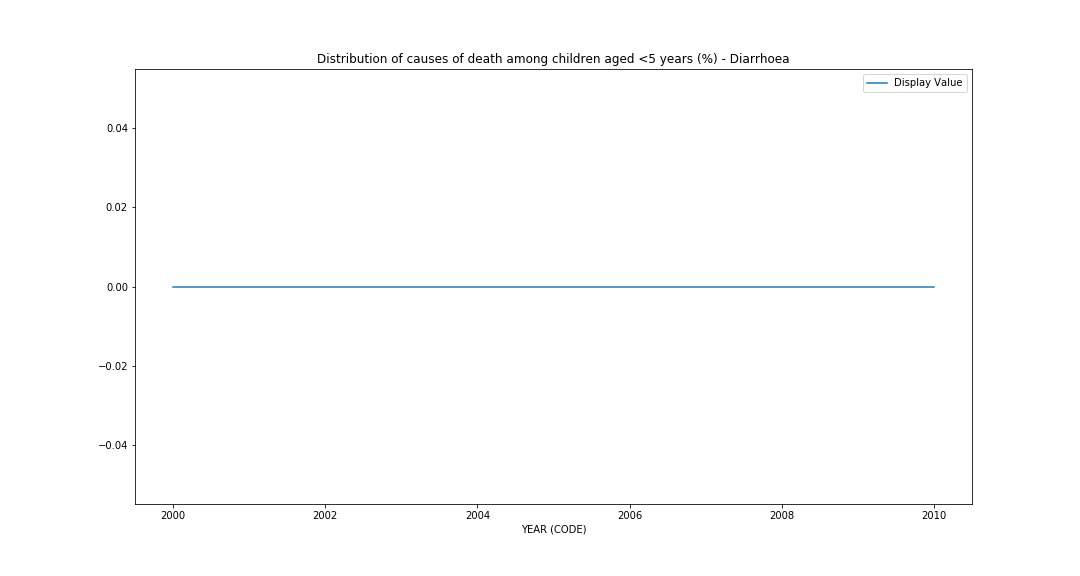 Distribution of causes of death among children aged <5 years (%) - Diarrhoea
Display Value
0.04
0.02
0.00
−0.02
−0.04
2000 2002 2004 2006 2008 2010
YEAR (CODE)